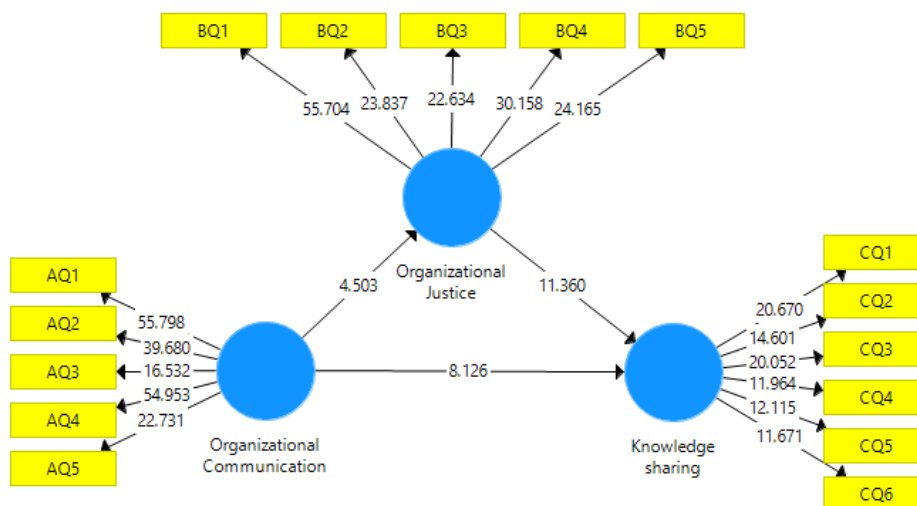 BQ1
BQ2
BQ3
BQ4
BQ5
55.704
23.837
22.634
30.158
24.165
Organizational
Justice
4.503
11.360
8.126
AQ1
AQ2
AQ3
AQ4
AQ5
55.798
39.680
16.532
54.953
22.731
Organizational
Communication
Knowledge
sharing
20.670
14.601
20.052
11.964
12.115
11.671
CQ1
CQ2
CQ3
CQ4
CQ5
CQ6